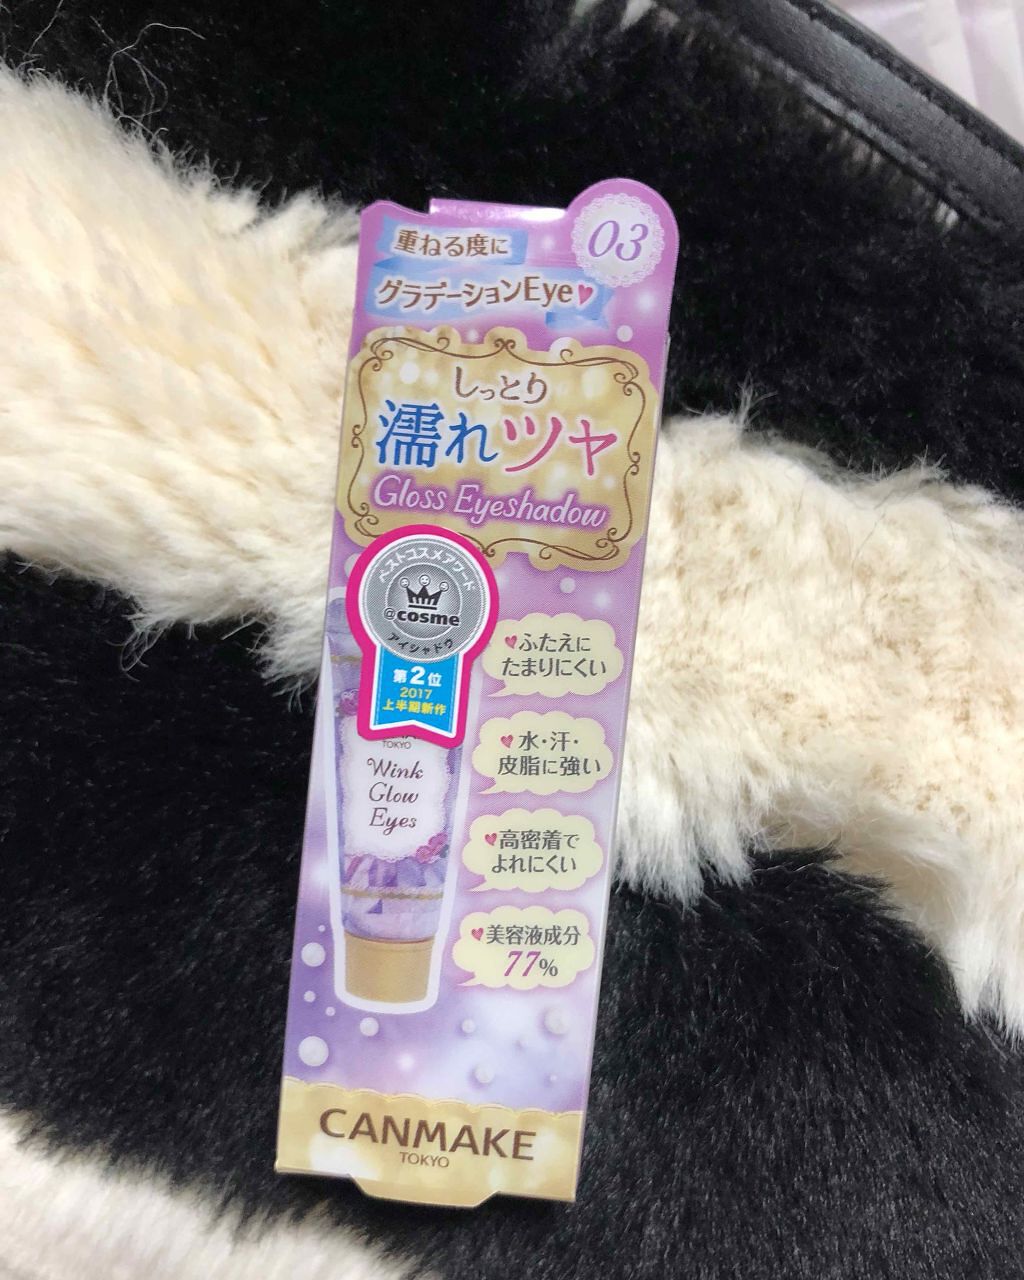 03
重ねる度に
グラデーションEye
しっとり
濡れツヤ
Gloss Eyeshadow
ベストコスメアワード
@cosme
アイシャドウ
第2位
2017
上半期新作
ふたえに
たまりにくい
水・汗・
皮脂に強い
高密着で
よれにくい
美容液成分
77%
TOKYO
Wink
Glow
Eyes
CANMAKE
TOKYO